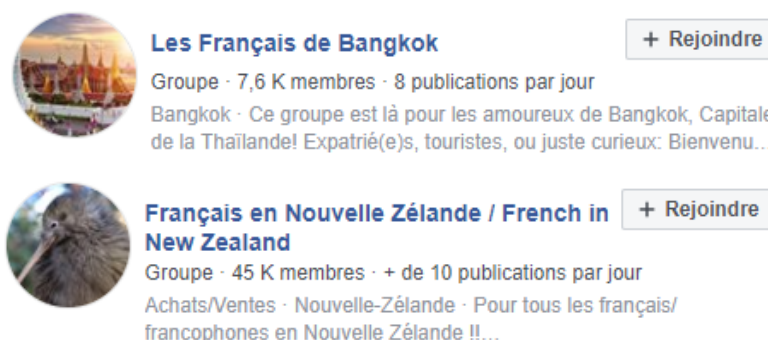 Les Français de Bangkok
+ Rejoindre
Groupe · 7,6 K membres · 8 publications par jour
Bangkok · Ce groupe est là pour les amoureux de Bangkok, Capitale
de la Thaïlande! Expatrié(e)s, touristes, ou juste curieux: Bienvenu...
Français en Nouvelle Zélande / French in
New Zealand
+ Rejoindre
Groupe · 45 K membres · + de 10 publications par jour
Achats/Ventes · Nouvelle-Zélande · Pour tous les français/
francophones en Nouvelle Zélande !!...